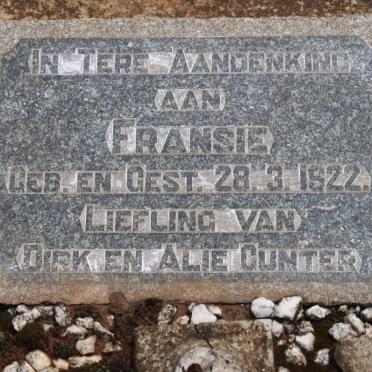 IN TERE AANDENKING
AAN
FRANSIE
GEB. EN GEST. 28.3.1922.
LIEFLING VAN
DIRK EN ALIE GUNTER